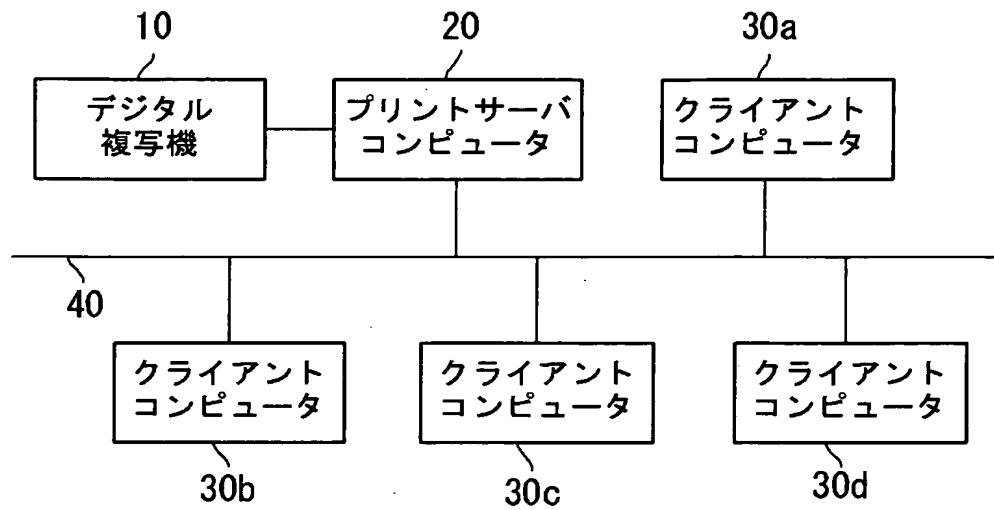 10
20
30a
デジタル
複写機
プリントサーバ
コンピュータ
クライアント
コンピュータ
40
クライアント
コンピュータ
クライアント
コンピュータ
クライアント
コンピュータ
30b
30c
30d